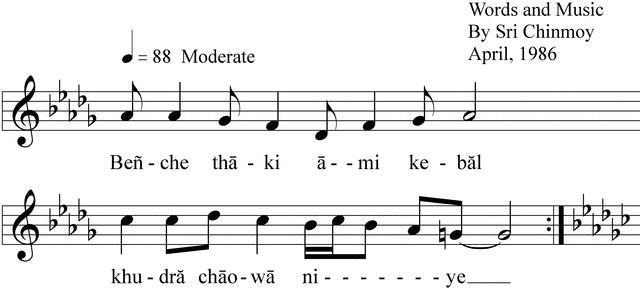 Words and Music
By Sri Chinmoy
April, 1986
= 88 Moderate
Beñ - che thā - ki ā - - mi ke - băl
khu - dră chāo - wā ni - - - - - - - ye